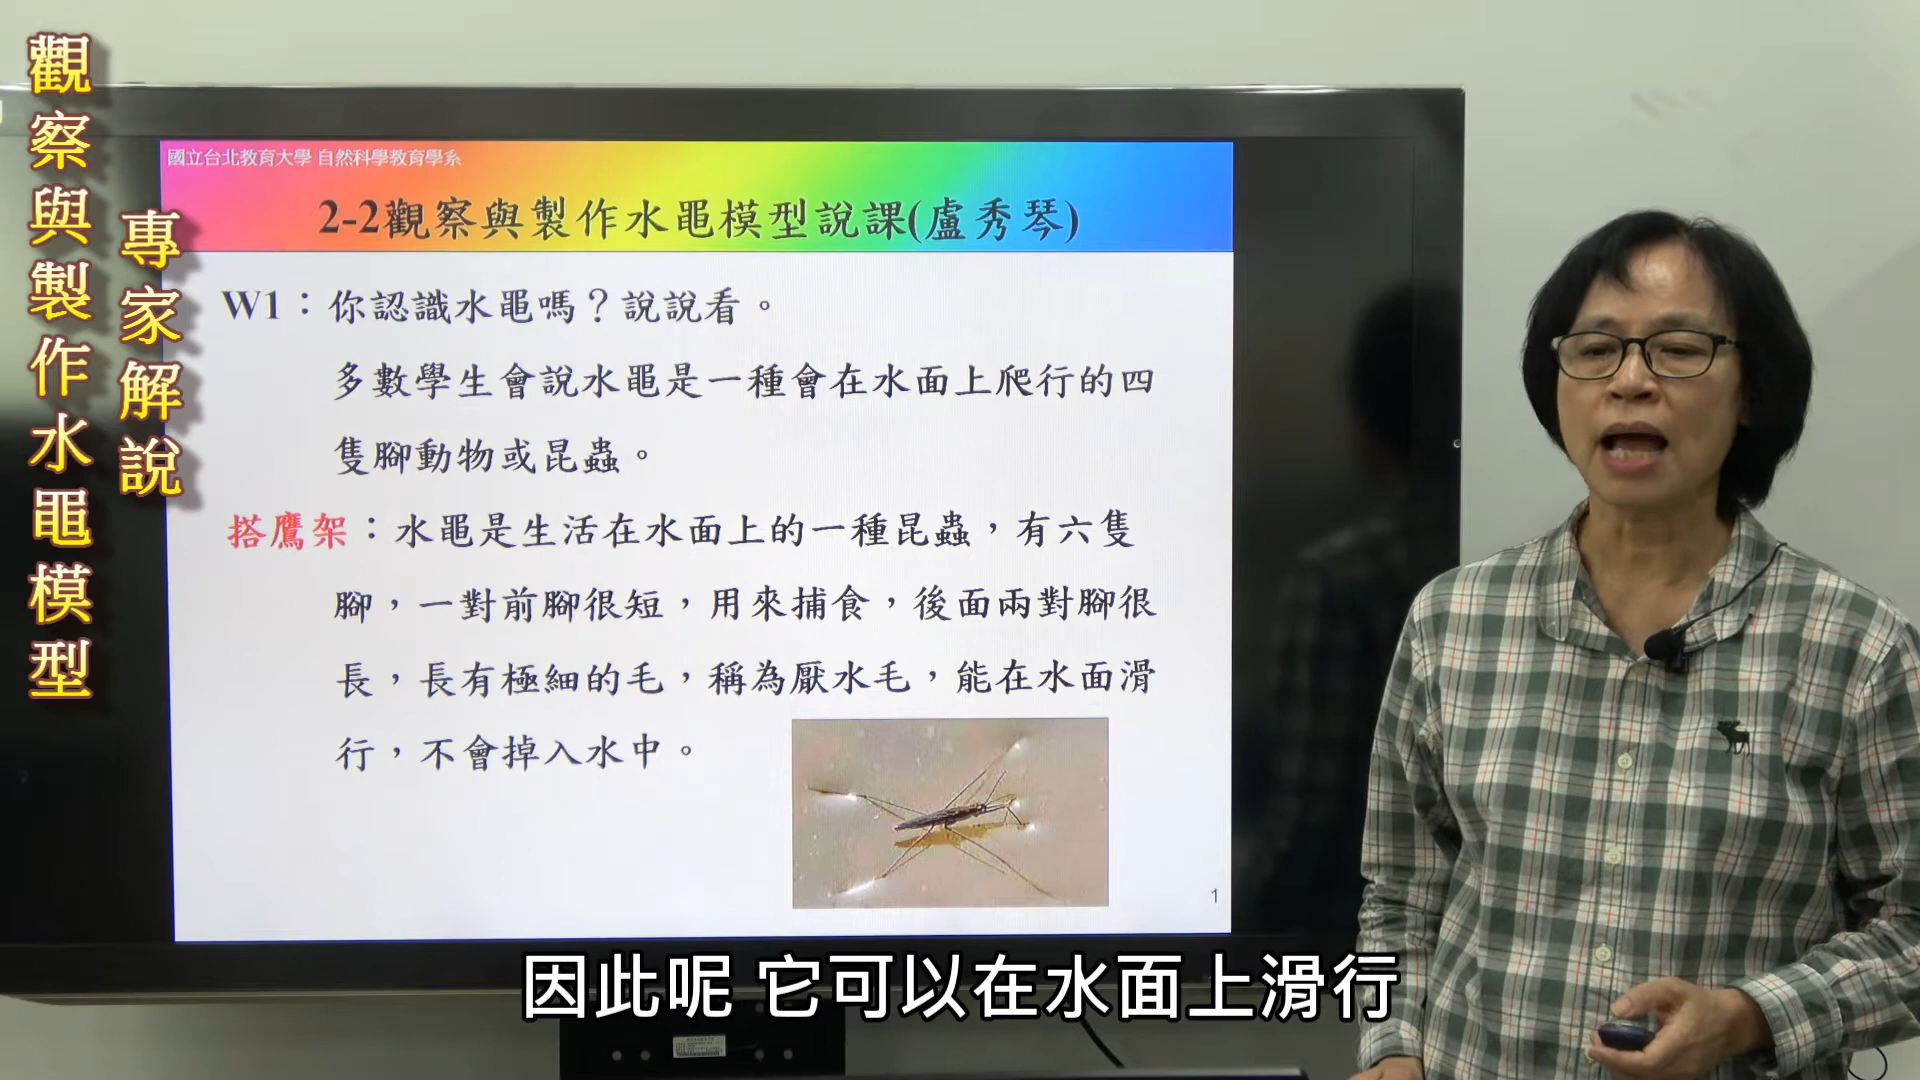 觀察與製作水黽模型
專家解說
國立台北教育大學 自然科學教育學系
2-2觀察與製作水黽模型說課(盧秀琴)
W1：你認識水黽嗎？說說看。
多數學生會說水黽是一種會在水面上爬行的四
隻腳動物或昆蟲。
搭鷹架：水黽是生活在水面上的一種昆蟲，有六隻
腳，一對前腳很短，用來捕食，後面兩對腳很
長，長有極細的毛，稱為厭水毛，能在水面滑
行，不會掉入水中。
1
因此呢 它可以在水面上滑行